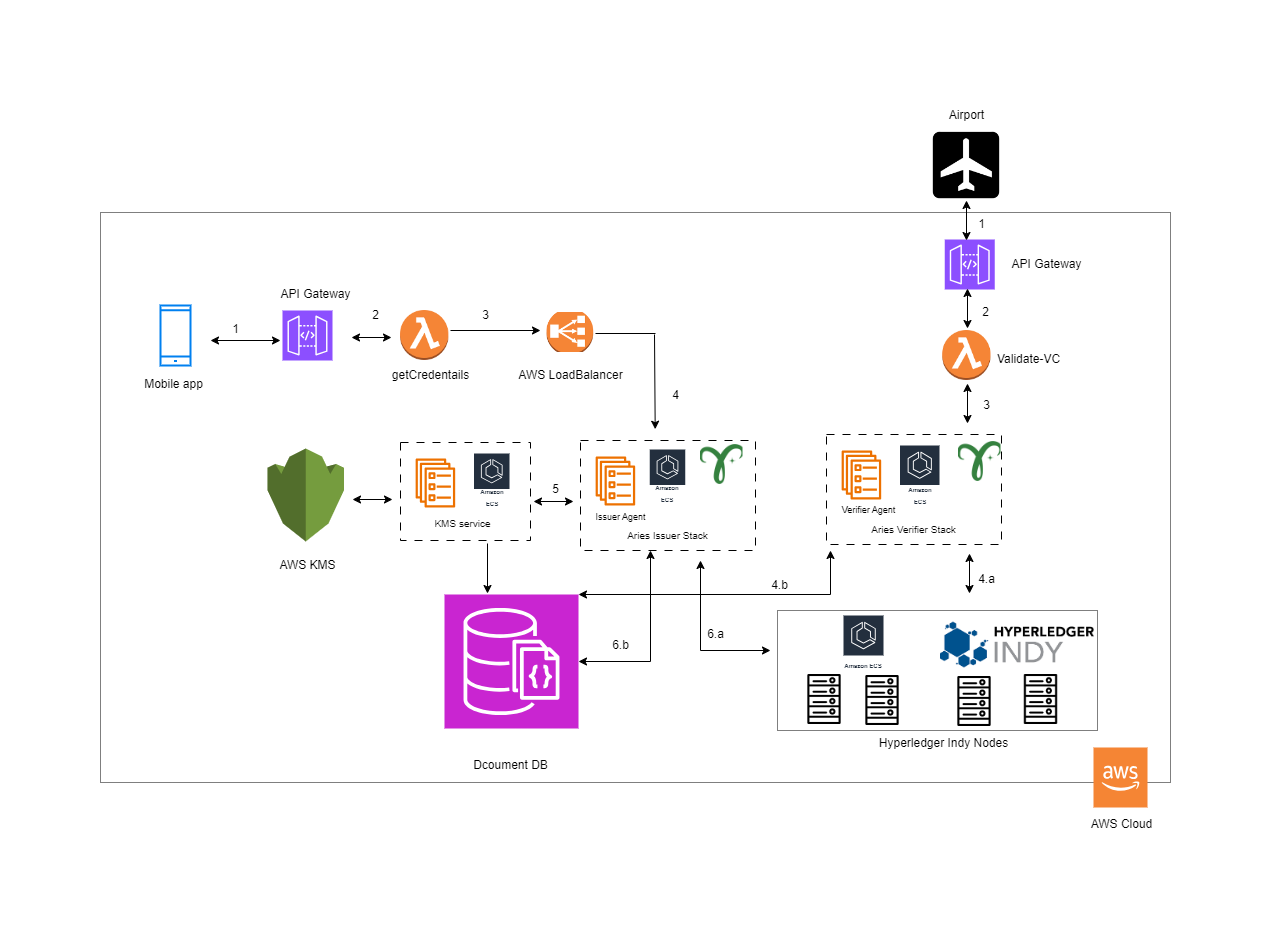 Airport
1
API Gateway
2
Validate-VC
3
API Gateway
1
2
3
Mobile app
getCredentails
AWS LoadBalancer
4
AWS KMS
Amazon
ECS
KMS service
5
Amazon
ECS
Issuer Agent
Aries Issuer Stack
Amazon
ECS
Verifier Agent
Aries Verifier Stack
4.b
4.a
6.b
6.a
Amazon ECS
HYPERLEDGER
INDY
Hyperledger Indy Nodes
Dcoument DB
aws
AWS Cloud